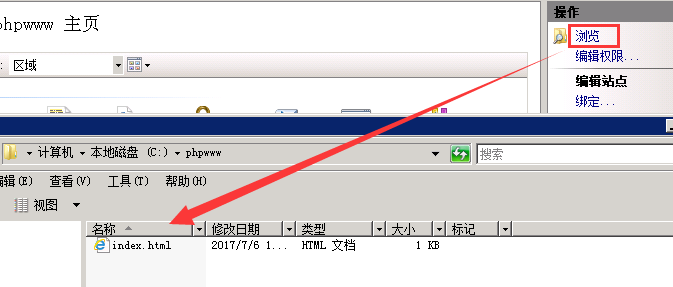 phpwww 主页
操作
浏览
编辑权限...
: 区域
编辑站点
绑定...
计算机 本地磁盘 (C:) phpwww
搜索
编辑(E) 查看(V) 工具(T) 帮助(H)
视图
名称 修改日期 类型 大小 标记
index.html 2017/7/6 1... HTML 文档 1 KB